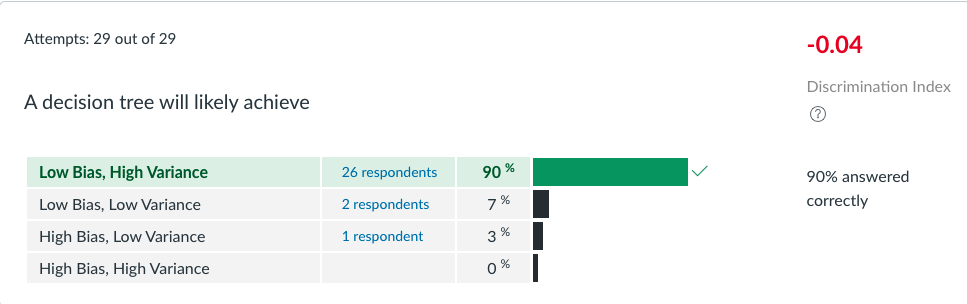 Attempts: 29 out of 29
-0.04
Discrimination Index
?
A decision tree will likely achieve
Low Bias, High Variance 26 respondents 90 %
Low Bias, Low Variance 2 respondents 7 %
High Bias, Low Variance 1 respondent 3 %
High Bias, High Variance 0 %
90% answered
correctly